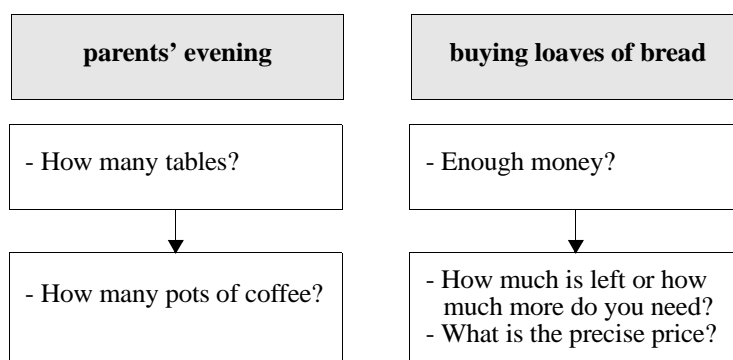 parents’ evening
- How many tables?
- How many pots of coffee?
buying loaves of bread
- Enough money?
- How much is left or how
much more do you need?
- What is the precise price?